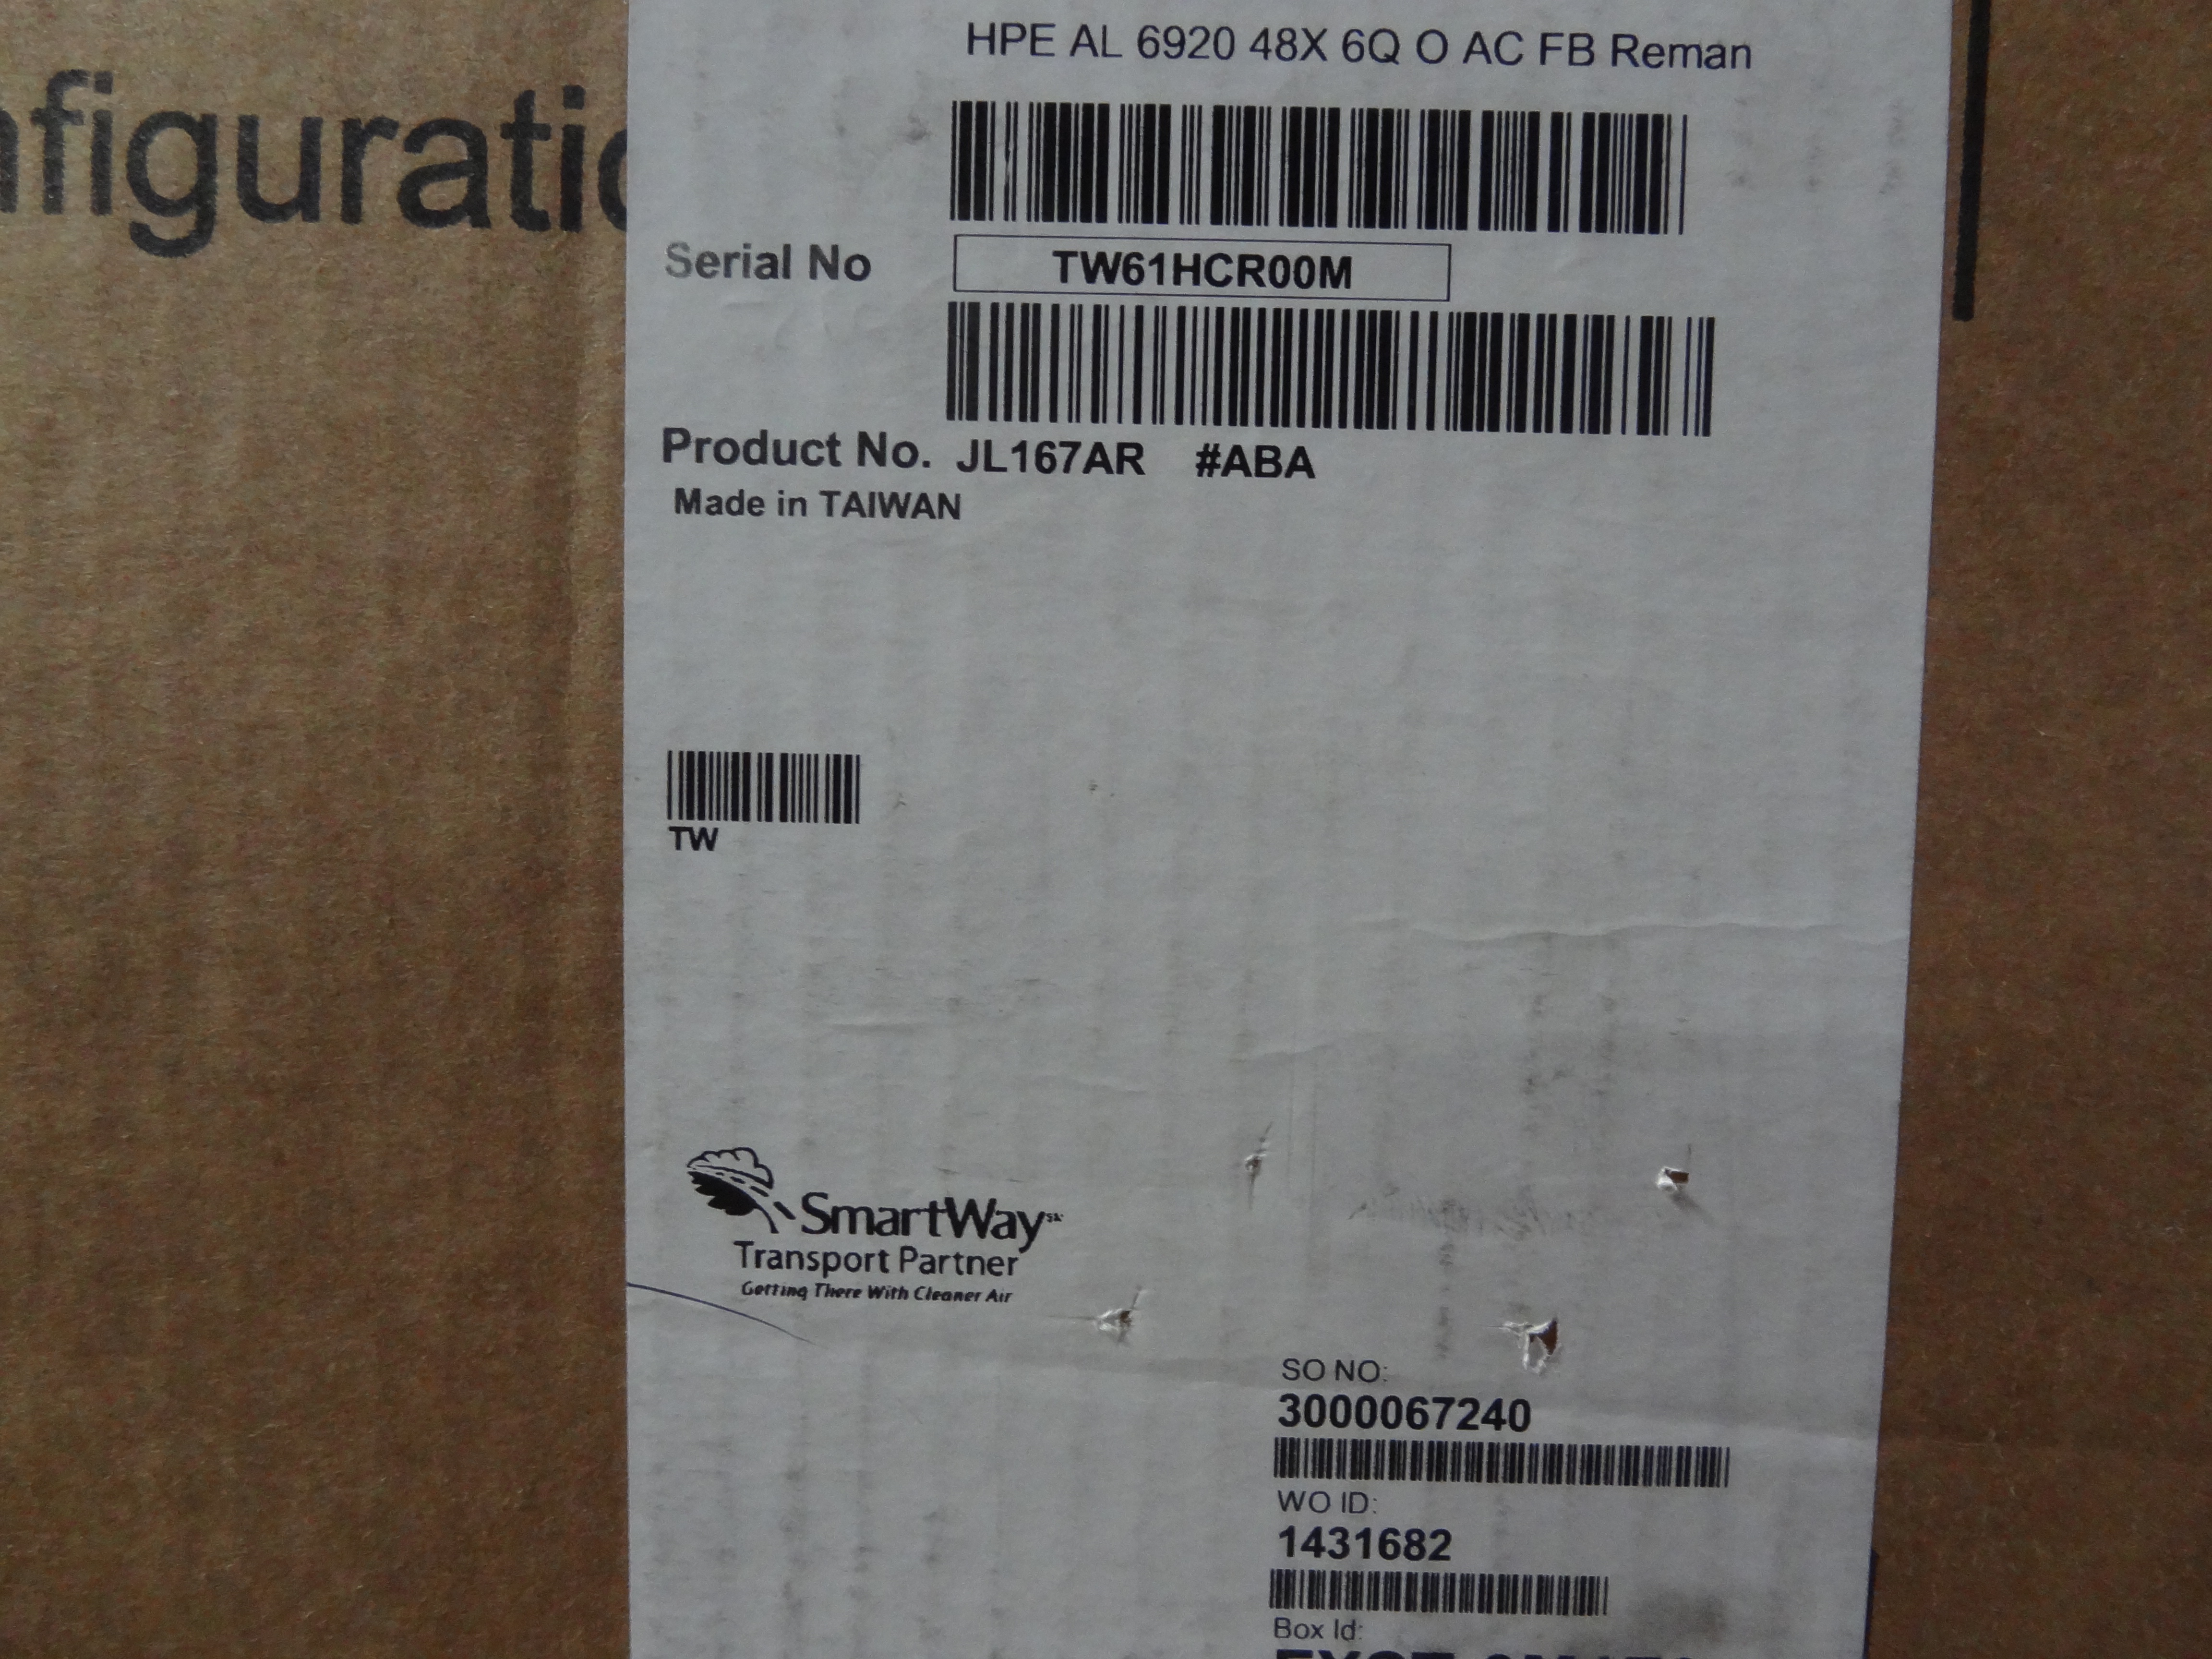 nfiguratio
HPE AL 6920 48X 6Q O AC FB Reman
Serial No TW61HCR00M
Product No. JL167AR #ABA
Made in TAIWAN
TW
SmartWay
Transport Partner
Getting There With Cleaner Air
SO NO:
3000067240
WO ID:
1431682
Box Id: